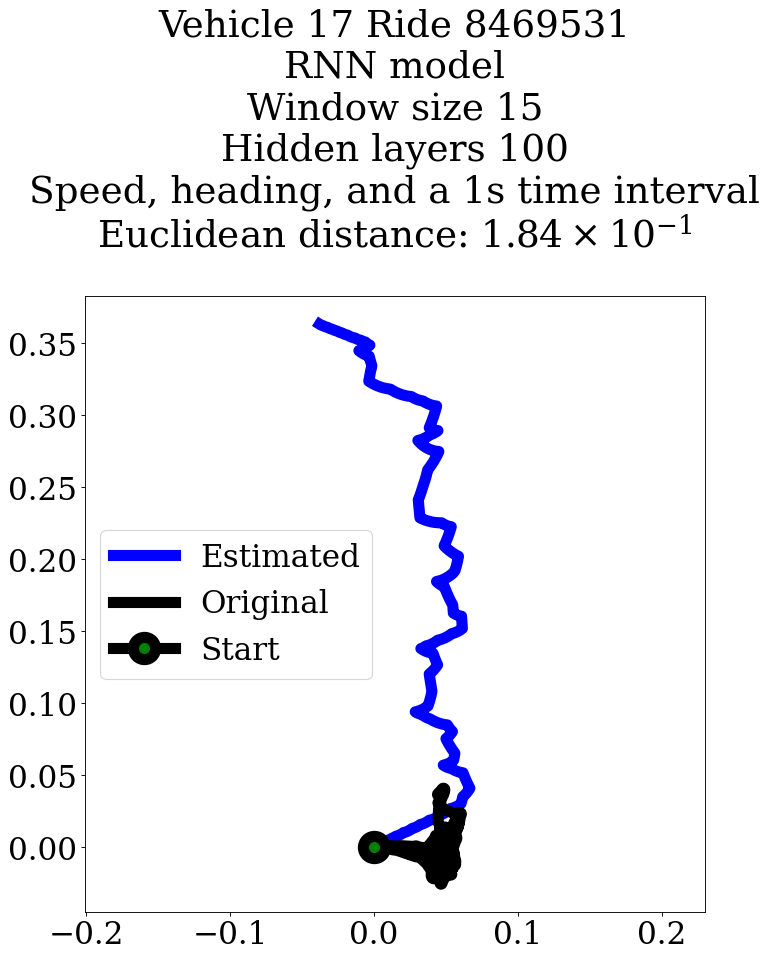 Vehicle 17 Ride 8469531
RNN model
Window size 15
Hidden layers 100
Speed, heading, and a 1s time interval
Euclidean distance: 1.84 × 10⁻¹
0.35
0.30
0.25
0.20
0.15
0.10
0.05
0.00
Estimated
Original
Start
−0.2 −0.1 0.0 0.1 0.2